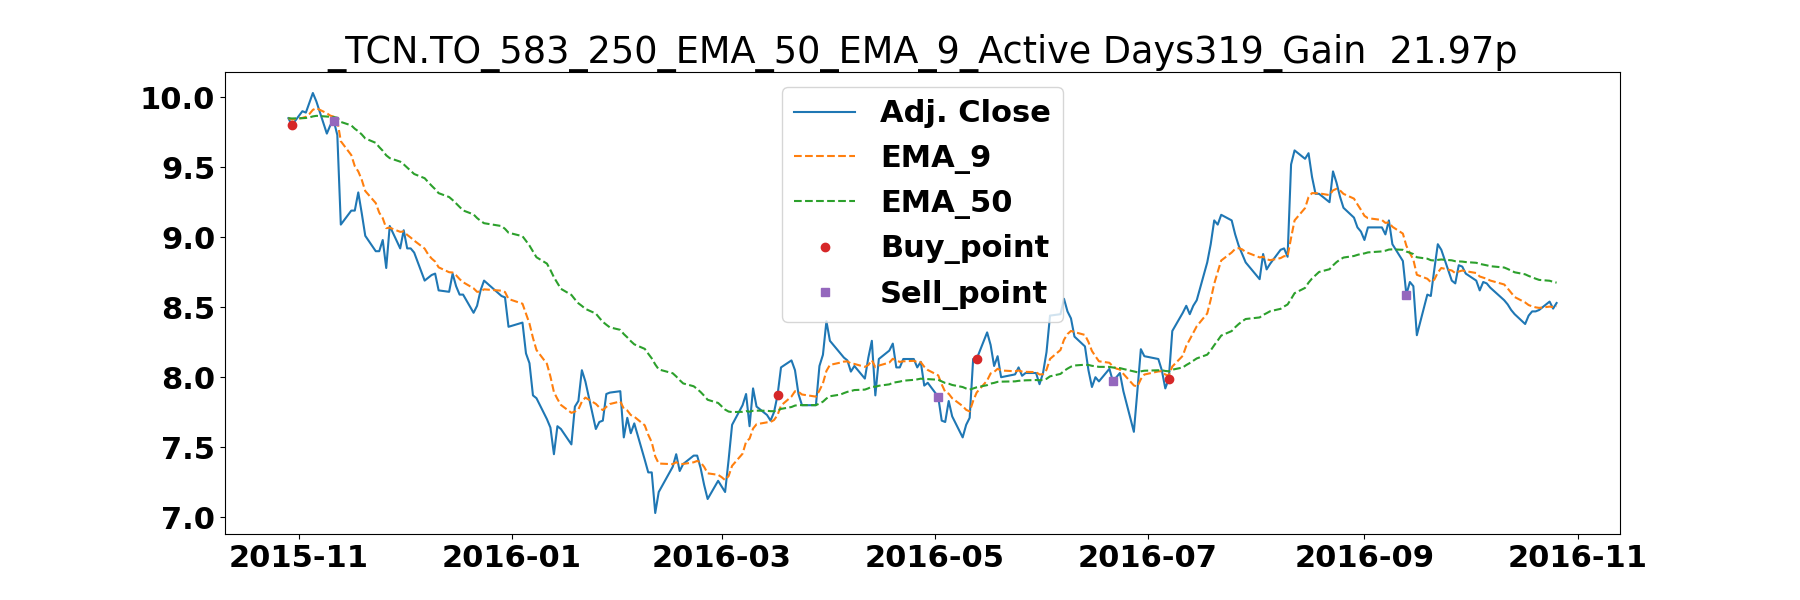 _TCN.TO_583_250_EMA_50_EMA_9_Active Days319_Gain  21.97p
Adj. Close
EMA_9
EMA_50
Buy_point
Sell_point
10.0
9.5
9.0
8.5
8.0
7.5
7.0
2015-11 2016-01 2016-03 2016-05 2016-07 2016-09 2016-11